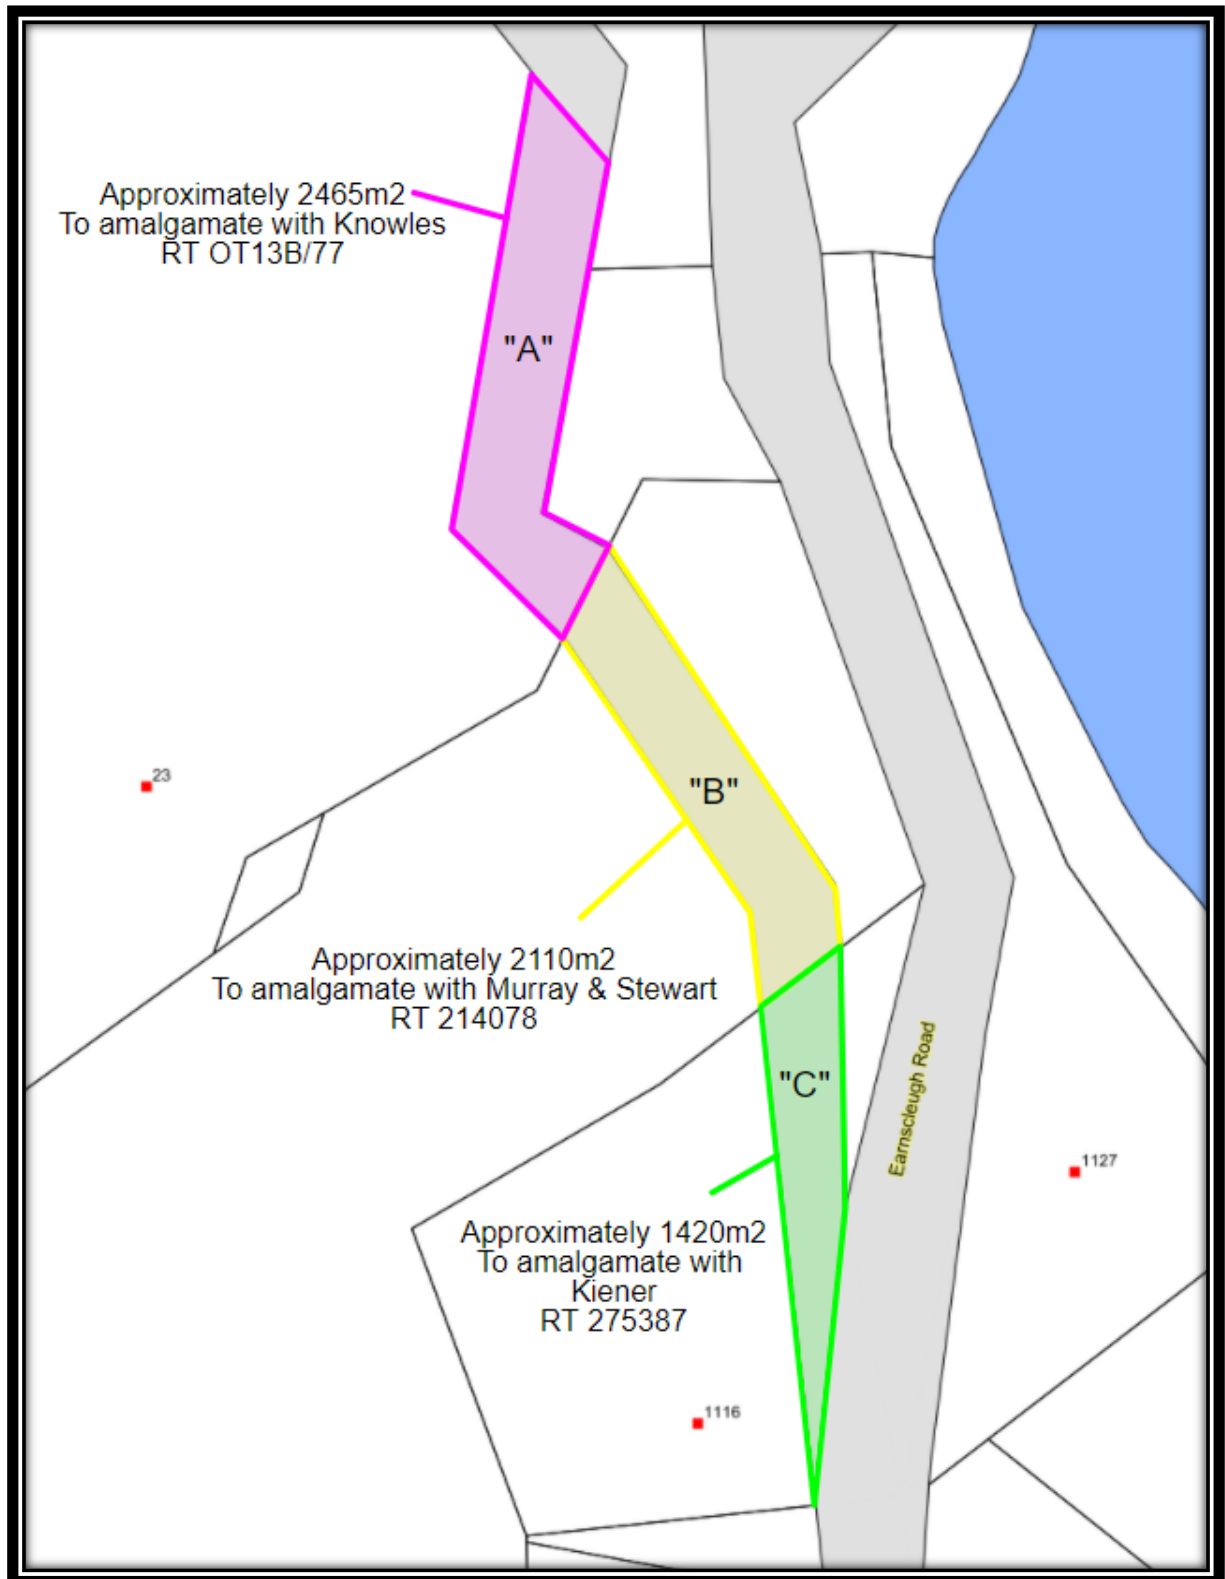 Approximately 2465m2
To amalgamate with Knowles
RT OT13B/77
"A"
23
"B"
Approximately 2110m2
To amalgamate with Murray & Stewart
RT 214078
"C"
Earnscleugh Road
1127
Approximately 1420m2
To amalgamate with
Kiener
RT 275387
1116